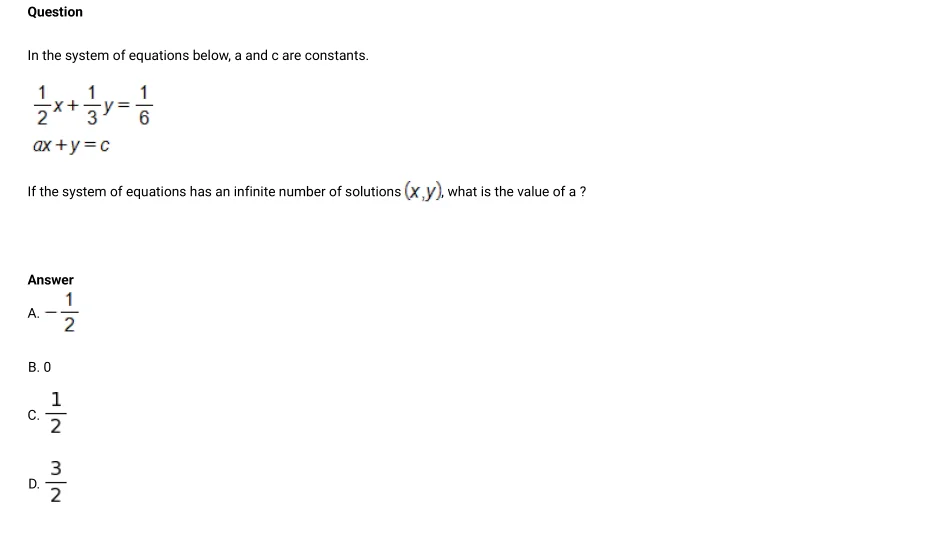 Question
In the system of equations below, a and c are constants.
1/2 x + 1/3 y = 1/6
ax + y = c
If the system of equations has an infinite number of solutions (x,y), what is the value of a ?
Answer
A. - 1/2
B. 0
C. 1/2
D. 3/2